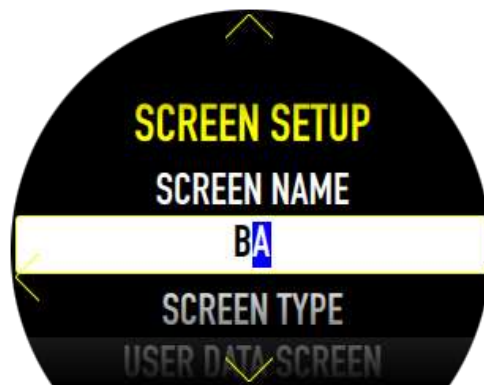 SCREEN SETUP
SCREEN NAME
BA
SCREEN TYPE
USER DATA SCREEN